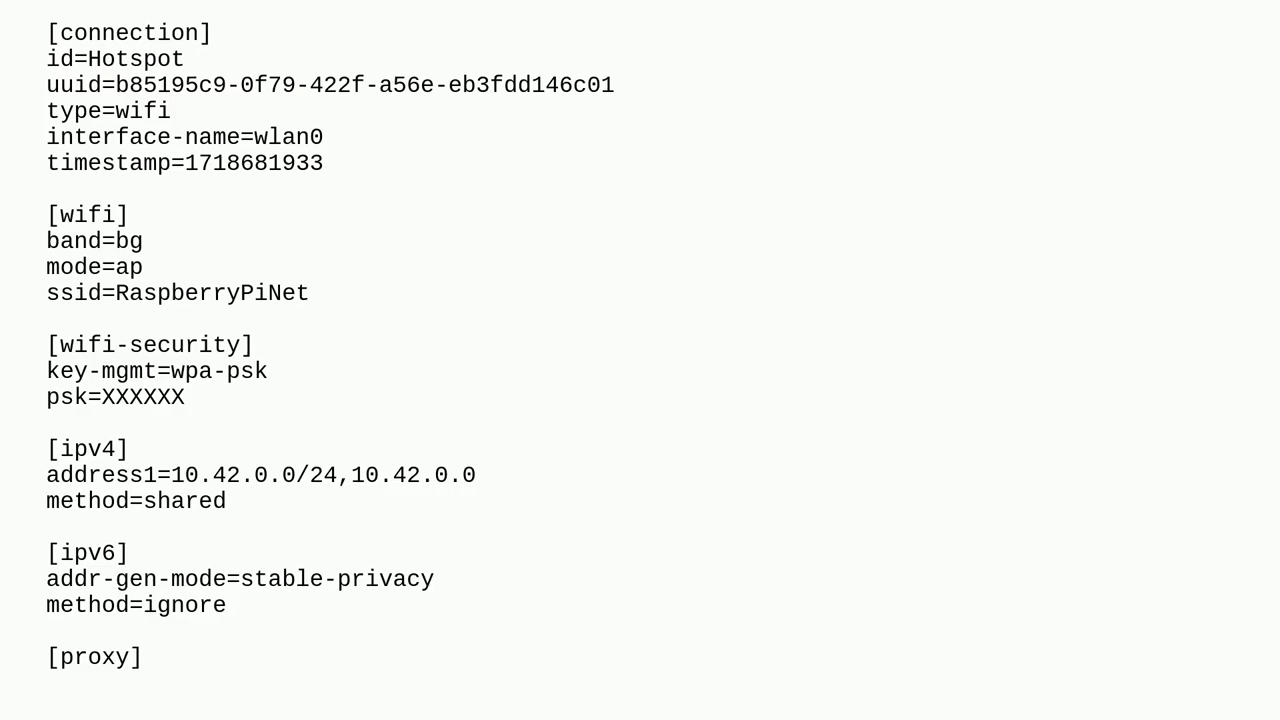 [connection]
id=Hotspot
uuid=b85195c9-0f79-422f-a56e-eb3fdd146c01
type=wifi
interface-name=wlan0
timestamp=1718681933

[wifi]
band=bg
mode=ap
ssid=RaspberryPiNet

[wifi-security]
key-mgmt=wpa-psk
psk=XXXXXX

[ipv4]
address1=10.42.0.0/24,10.42.0.0
method=shared

[ipv6]
addr-gen-mode=stable-privacy
method=ignore

[proxy]